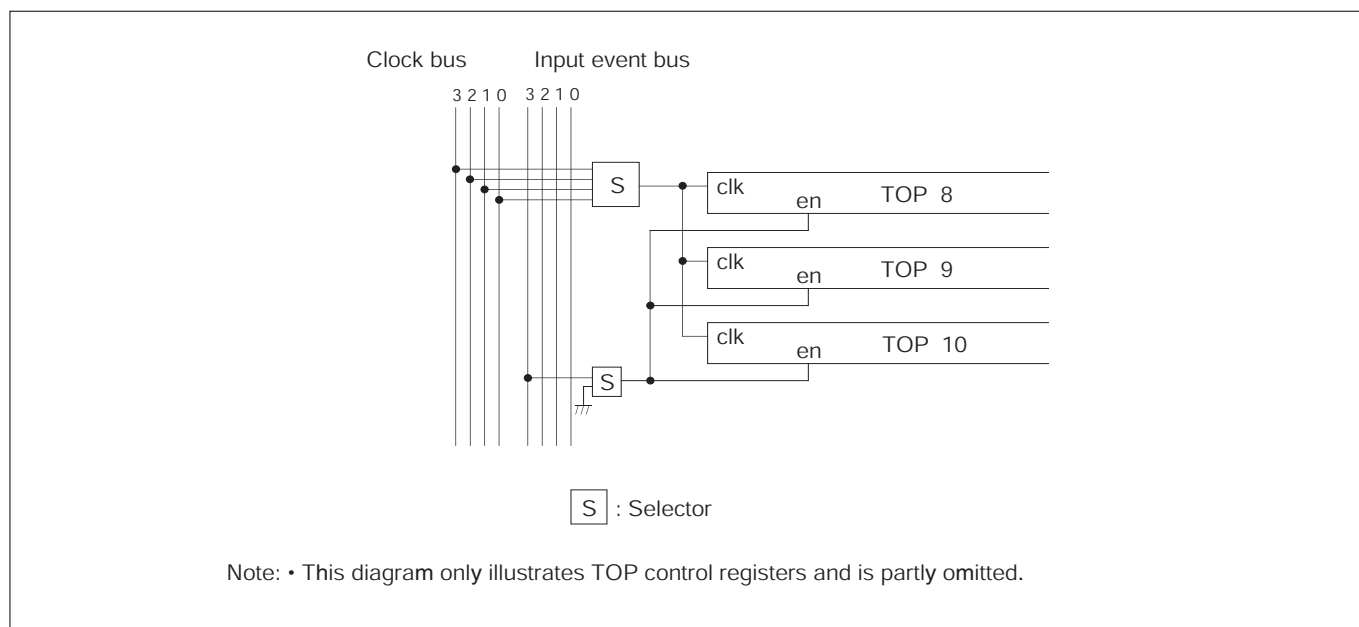 Clock bus Input event bus
3 2 1 0 3 2 1 0
S clk en TOP 8
clk en TOP 9
clk en TOP 10
S
S : Selector
Note: • This diagram only illustrates TOP control registers and is partly omitted.